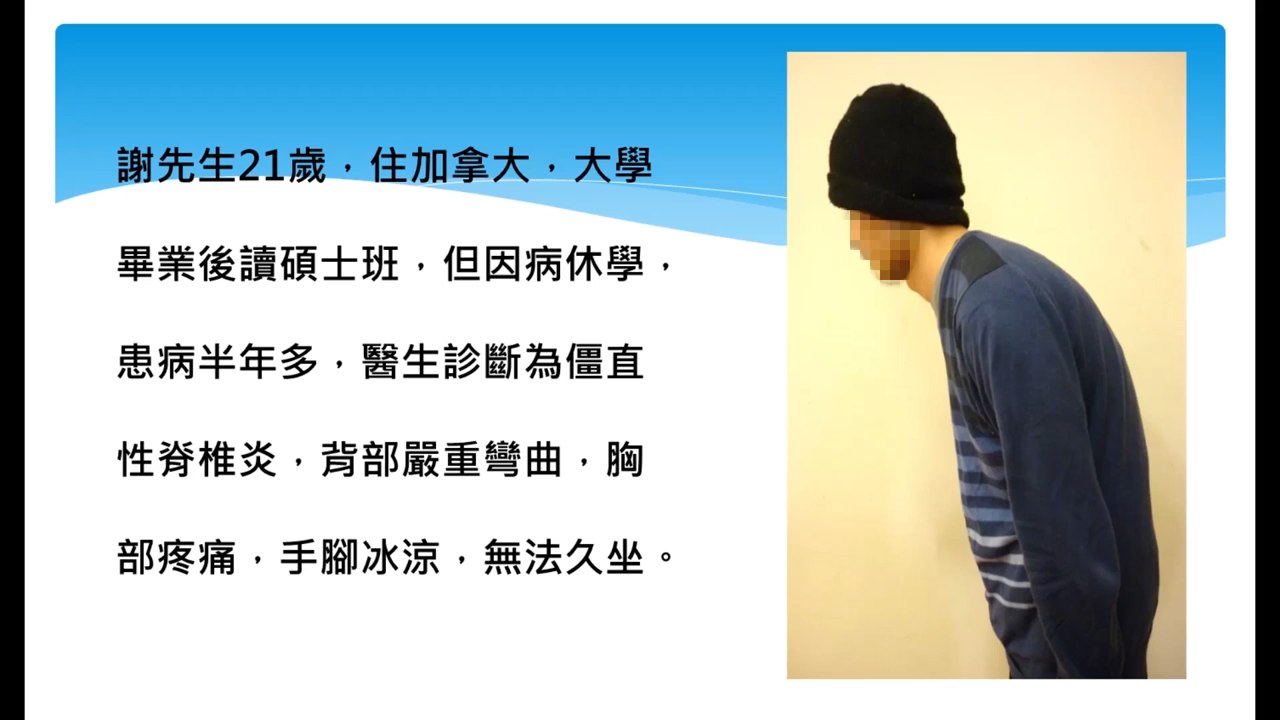 謝先生21歲，住加拿大，大學
畢業後讀碩士班，但因病休學，
患病半年多，醫生診斷為僵直
性脊椎炎，背部嚴重彎曲，胸
部疼痛，手腳冰涼，無法久坐。